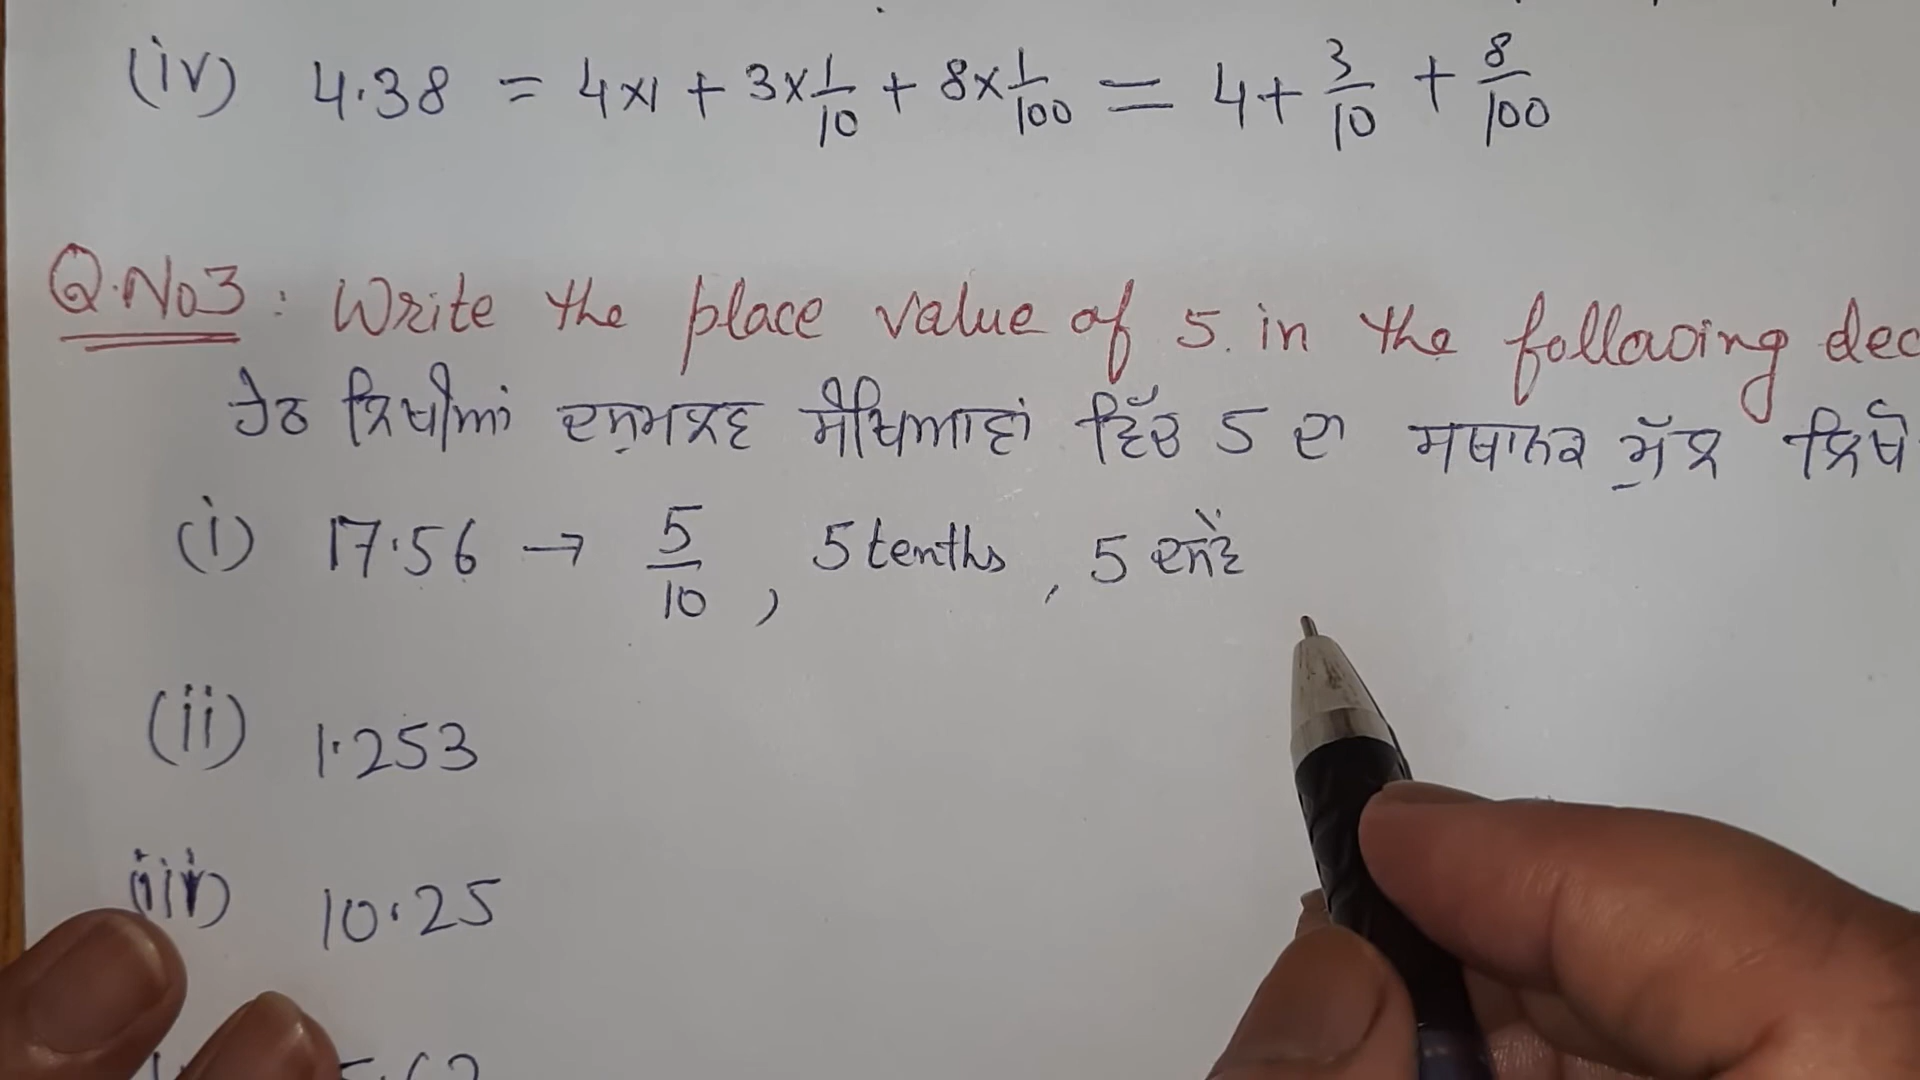 (iv) 4.38 = 4×1 + 3×1/10 + 8×1/100 = 4 + 3/10 + 8/100
Q.No3: Write the place value of 5 in the following dec
ਹੇਠ ਲਿਖੀਆਂ ਦਸ਼ਮਲਵ ਸੰਖਿਆਵਾਂ ਵਿੱਚ 5 ਦਾ ਸਥਾਨਕ ਮੁੱਲ ਲਿਖੋ
(i) 17.56 → 5/10, 5 tenths, 5 ਦਸਵੇਂ
(ii) 1.253
(iii) 10.25